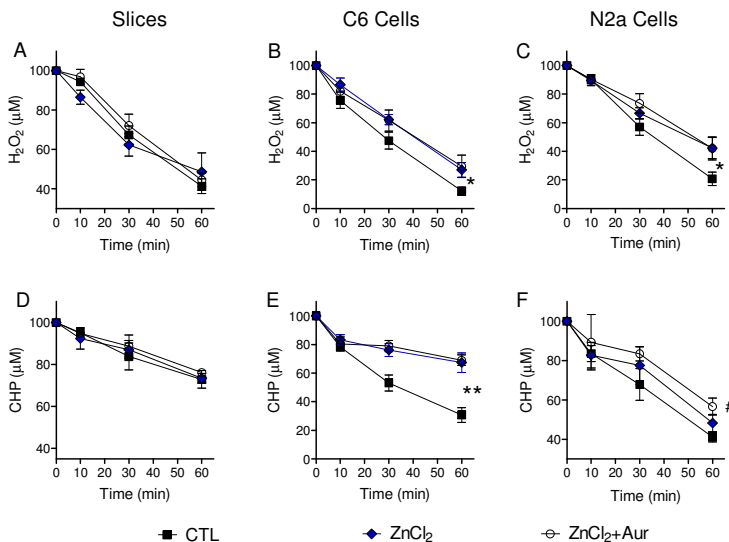 Slices C6 Cells N2a Cells
A B C
100 80 60 40
H₂O₂ (µM)
0 10 20 30 40 50 60
Time (min)
100 80 60 40 20 0
H₂O₂ (µM)
*
0 10 20 30 40 50 60
Time (min)
100 80 60 40 20 0
H₂O₂ (µM)
*
0 10 20 30 40 50 60
Time (min)
D E F
100 80 60 40
CHP (µM)
0 10 20 30 40 50 60
Time (min)
100 80 60 40 20 0
CHP (µM)
**
0 10 20 30 40 50 60
Time (min)
100 80 60 40
CHP (µM)
#
0 10 20 30 40 50 60
Time (min)
CTL ZnCl₂ ZnCl₂+Aur